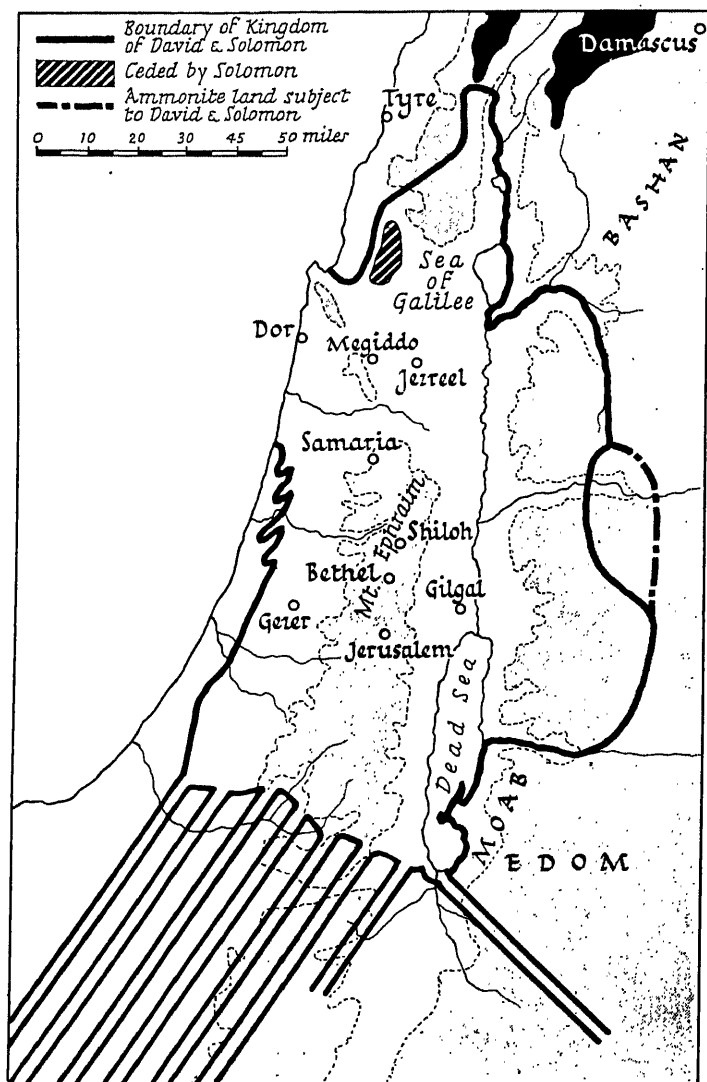 Boundary of Kingdom
of David & Solomon
Ceded by Solomon
Ammonite land subject
to David & Solomon
0 10 20 30 40 50 miles
Damascus
Tyre
BASHAN
Sea
of
Galilee
Dor
Megiddo
Jezreel
Samaria
Mt. Ephraim
Shiloh
Bethel
Gilgal
Gezer
Jerusalem
Dead Sea
MOAB
EDOM